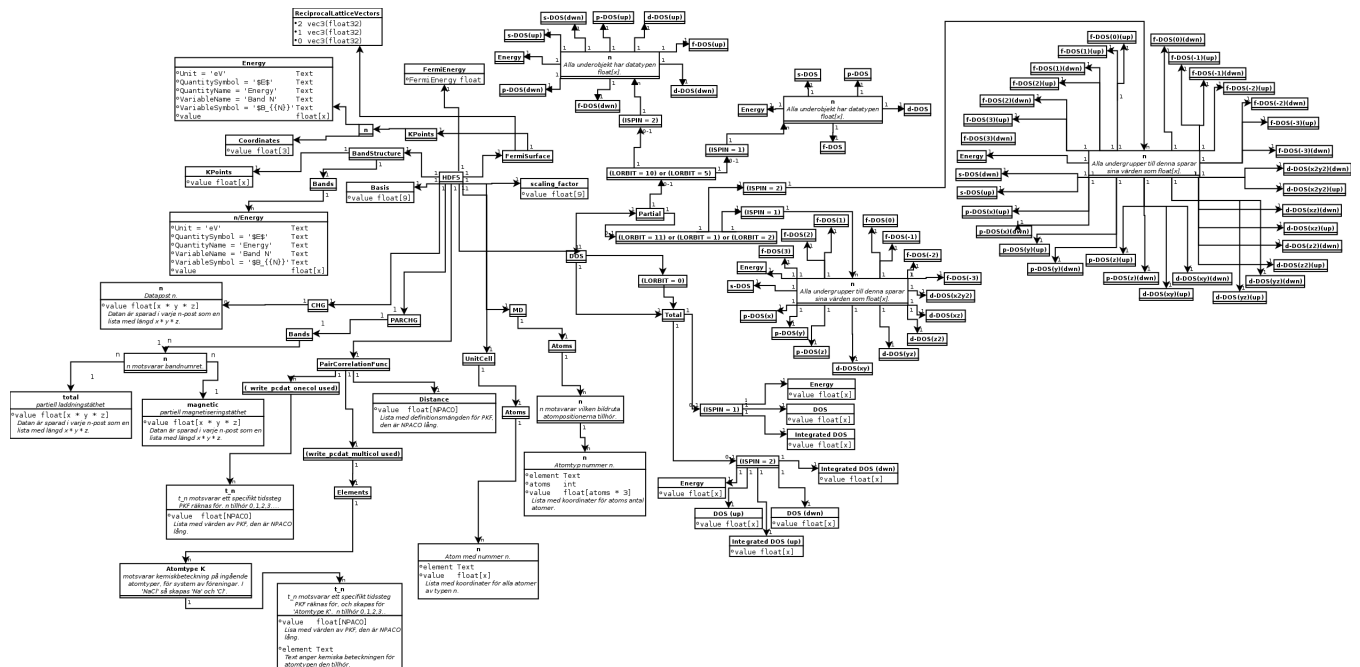 ReciprocalLatticeVectors
•2 vec3(float32)
•1 vec3(float32)
•0 vec3(float32)
Energy
Unit = 'eV' Text
QuantitySymbol = '$E$' Text
QuantityName = 'Energy' Text
VariableName = 'Band N' Text
VariableSymbol = '$B_{{N}}' Text
value float[x]
Coordinates
value float[3]
n
KPoints
FermiEnergy
FermiEnergy float
FermiSurface
BandStructure
KPoints
value float[x]
Bands
n/Energy
Unit = 'eV' Text
QuantitySymbol = '$E$' Text
QuantityName = 'Energy' Text
VariableName = 'Band N' Text
VariableSymbol = '$B_{{N}}' Text
value float[x]
HDF5
Basis
value float[9]
scaling_factor
value float[9]
s-DOS(dwn)
p-DOS(up)
d-DOS(up)
s-DOS(up)
f-DOS(up)
Energy
n
Alla underobjekt har datatypen
float[x].
p-DOS(dwn)
d-DOS(dwn)
f-DOS(dwn)
(ISPIN = 2)
s-DOS
p-DOS
n
Alla underobjekt har datatypen
float[x].
Energy
d-DOS
f-DOS
(ISPIN = 1)
(LORBIT = 10) or (LORBIT = 5)
Partial
(LORBIT = 11) or (LORBIT = 1) or (LORBIT = 2)
(ISPIN = 2)
(ISPIN = 1)
f-DOS(0)(up)
f-DOS(0)(dwn)
f-DOS(1)(up)
f-DOS(-1)(up)
f-DOS(1)(dwn)
f-DOS(-1)(dwn)
f-DOS(2)(up)
f-DOS(-2)(up)
f-DOS(2)(dwn)
f-DOS(-2)(dwn)
f-DOS(3)(up)
f-DOS(-3)(up)
f-DOS(3)(dwn)
f-DOS(-3)(dwn)
Energy
n
Alla undergrupper till denna sparar
sina värden som float[x].
s-DOS(dwn)
d-DOS(x2y2)(dwn)
s-DOS(up)
d-DOS(x2y2)(up)
p-DOS(x)(up)
d-DOS(xz)(dwn)
p-DOS(x)(dwn)
d-DOS(xz)(up)
p-DOS(y)(up)
d-DOS(z2)(dwn)
p-DOS(y)(dwn)
p-DOS(z)(up)
d-DOS(z2)(up)
p-DOS(z)(dwn)
d-DOS(xy)(dwn)
d-DOS(yz)(dwn)
d-DOS(xy)(up)
d-DOS(yz)(up)
f-DOS(1)
f-DOS(0)
f-DOS(2)
f-DOS(-1)
f-DOS(3)
f-DOS(-2)
Energy
f-DOS(-3)
s-DOS
n
Alla undergrupper till denna sparar
sina värden som float[x].
d-DOS(x2y2)
p-DOS(x)
d-DOS(xz)
p-DOS(y)
d-DOS(z2)
p-DOS(z)
d-DOS(yz)
d-DOS(xy)
DOS
(LORBIT = 0)
Total
(ISPIN = 1)
Energy
value float[x]
DOS
value float[x]
Integrated DOS
value float[x]
(ISPIN = 2)
Energy
value float[x]
Integrated DOS (dwn)
value float[x]
DOS (up)
value float[x]
DOS (dwn)
value float[x]
Integrated DOS (up)
value float[x]
n
Datapost n.
value float[x * y * z]
Datan är sparad i varje n-post som en
lista med längd x * y * z.
CHG
PARCHG
Bands
n
n motsvarar bandnumret.
total
partiell laddningstäthet
value float[x * y * z]
Datan är sparad i varje n-post som en
lista med längd x * y * z.
magnetic
partiell magnetiseringstäthet
value float[x * y * z]
Datan är sparad i varje n-post som en
lista med längd x * y * z.
PairCorrelationFunc
( write_pcdat_onecol used)
Distance
value float[NPACO]
Lista med definitionsmängden för PKF,
den är NPACO lång.
(write_pcdat_multicol used)
Elements
t_n
t_n motsvarar ett specifikt tidssteg
PKF räknas för. n tillhör 0,1,2,3....
value float[NPACO]
Lista med värden av PKF, den är NPACO
lång.
Atomtype K
motsvarar kemiskbeteckning på ingående
atomtyper, för system av föreningar. I
'NaCl' så skapas 'Na' och 'Cl'.
t_n
t_n motsvarar ett specifikt tidssteg
PKF räknas för, och skapas för
'Atomtype K'. n tillhör 0,1,2,3..
value float[NPACO]
Lisa med värden av PKF, den är NPACO
lång.
element Text
Text anger kemiska beteckningen för
atomtypen den tillhör.
MD
Atoms
UnitCell
Atoms
n
n motsvarar vilken bildruta
atompositionerna tillhör.
n
Atomtyp nummer n.
element Text
atoms int
value float[atoms * 3]
Lista med koordinater för atoms antal
atomer.
n
Atom med nummer n.
element Text
value float[x]
Lista med koordinater för alla atomer
av typen n.